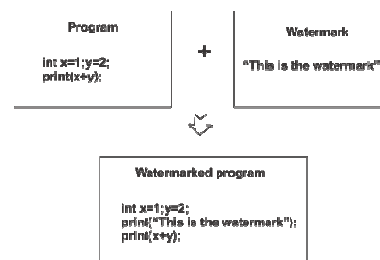 Program
int x=1;y=2;
print(x+y);
+
Watermark
"This is the watermark"
Watermarked program
int x=1;y=2;
print("This is the watermark");
print(x+y);